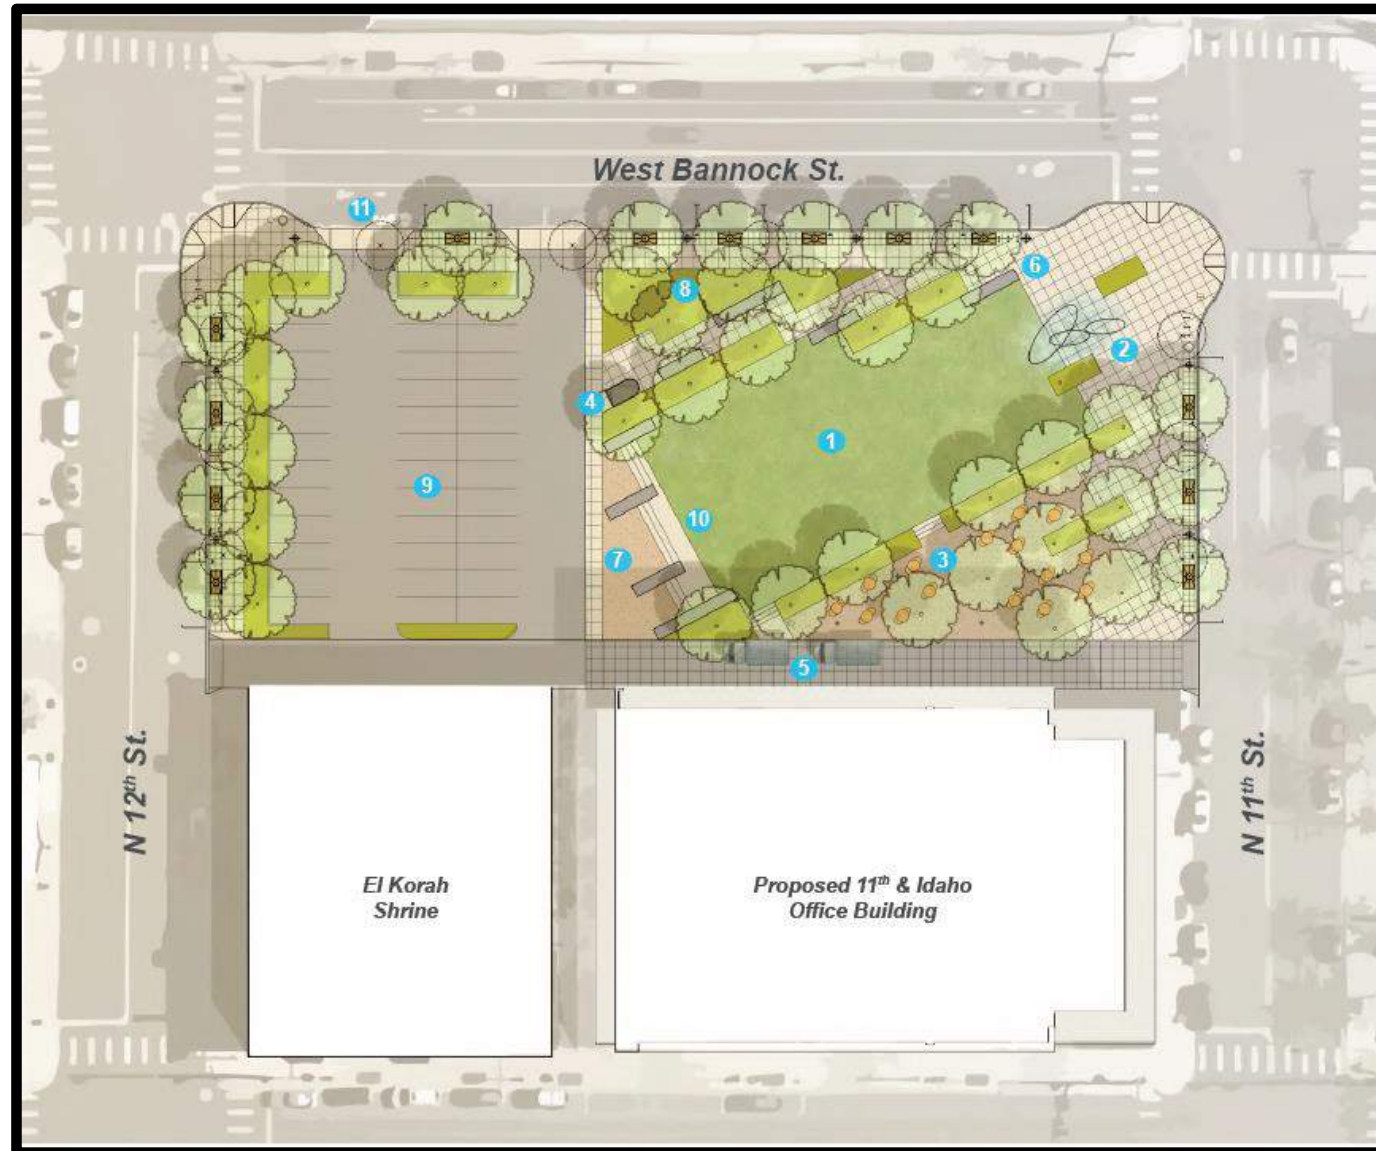 West Bannock St.
11
6
8
2
4
1
9
10
7
3
5
N 12th St.
N 11th St.
El Korah
Shrine
Proposed 11th & Idaho
Office Building